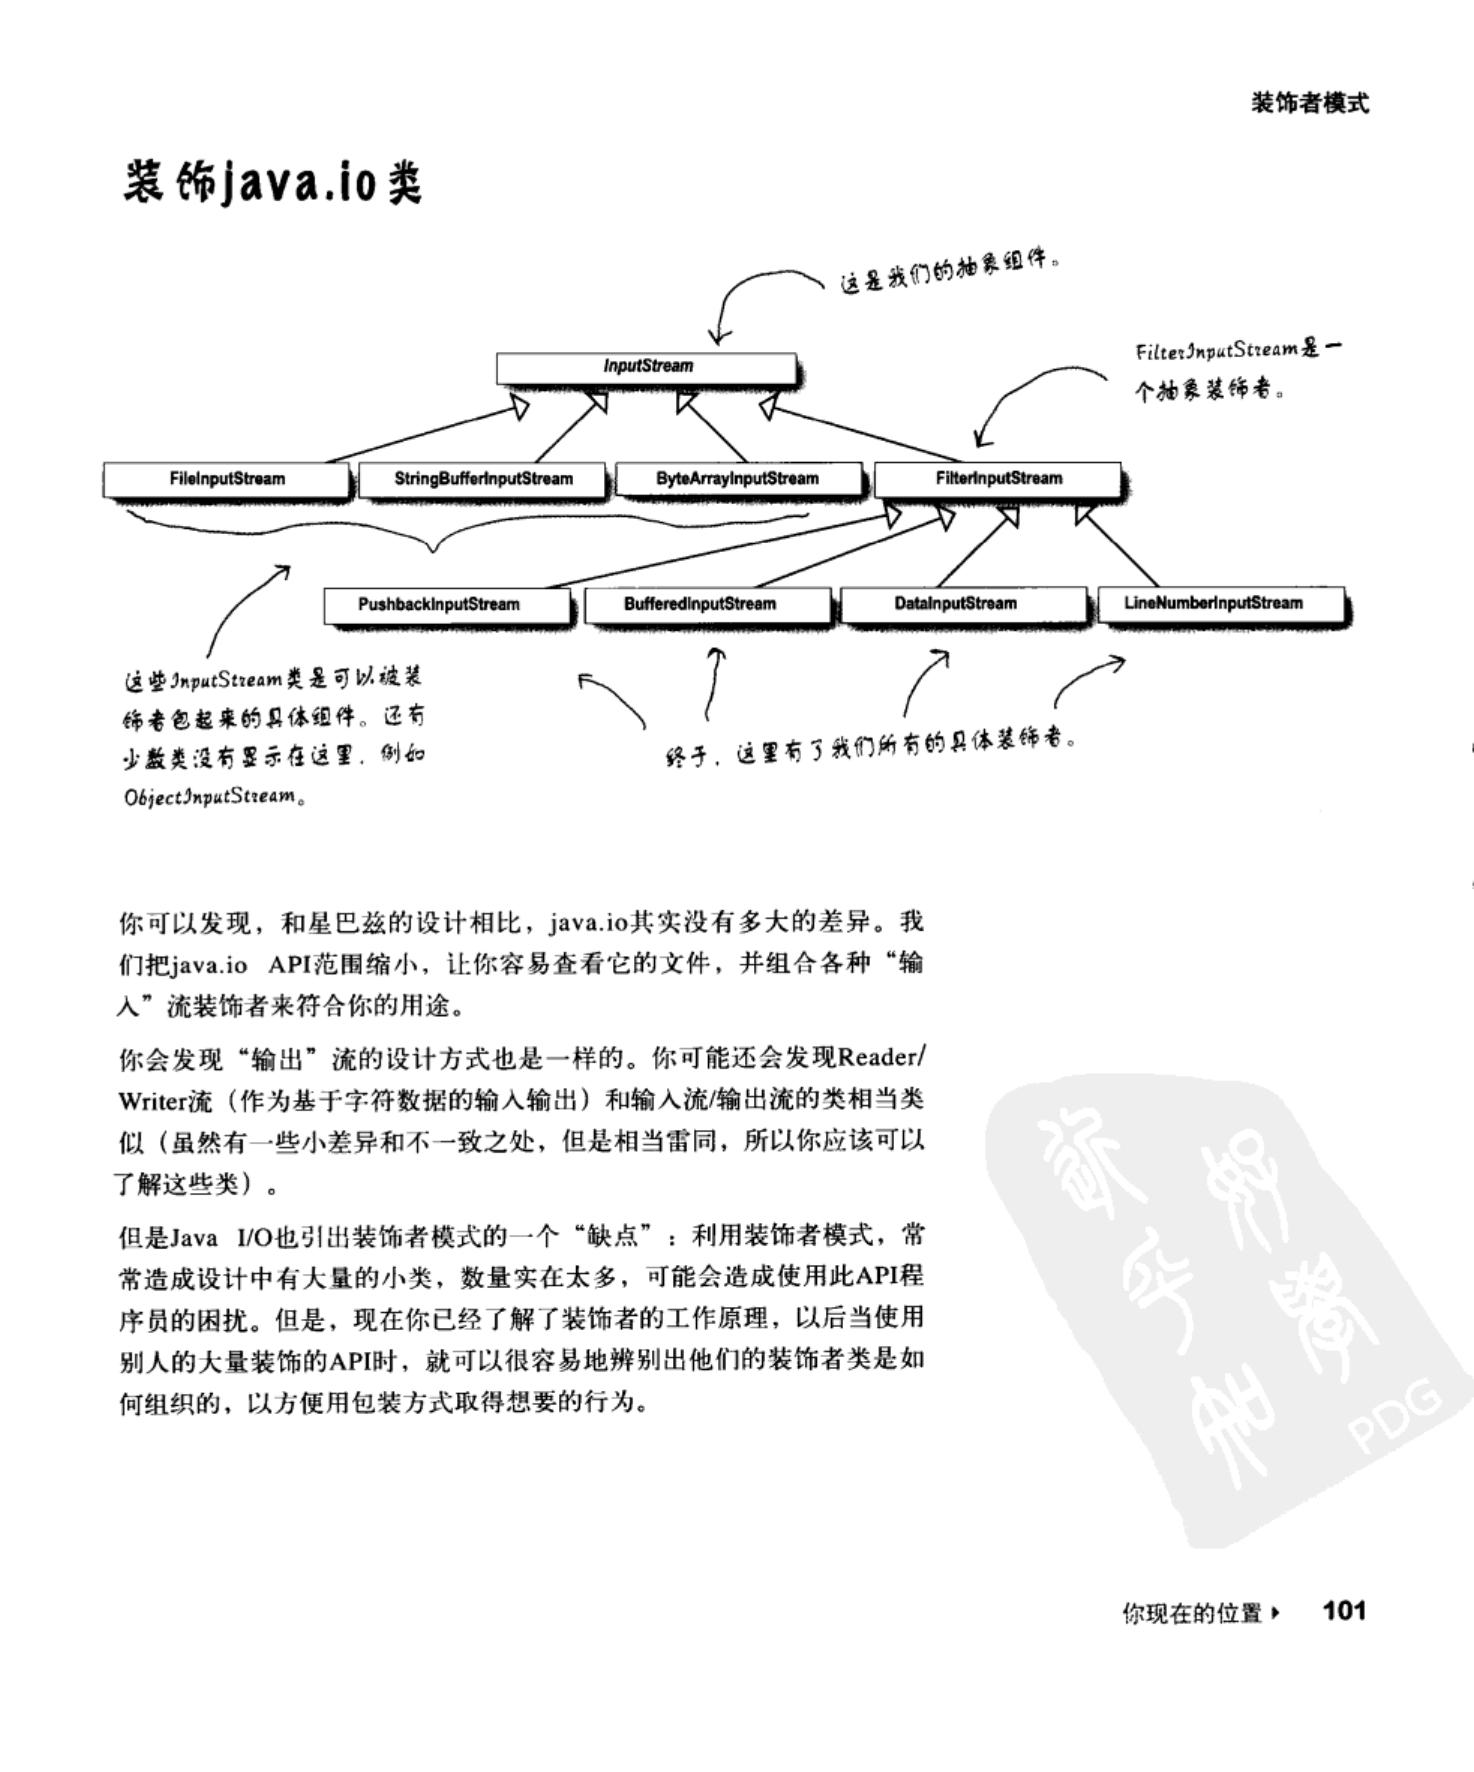 装饰者模式
装饰java.io类
这是我们的抽象组件。
InputStream
FilterInputStream是一
个抽象装饰者。
FileInputStream
StringBufferInputStream
ByteArrayInputStream
FilterInputStream
PushbackInputStream
BufferedInputStream
DataInputStream
LineNumberInputStream
这些InputStream类是可以被装
饰者包起来的具体组件。还有
少数类没有显示在这里，例如
ObjectInputStream。
终于，这里有了我们所有的具体装饰者。
你可以发现，和星巴兹的设计相比，java.io其实没有多大的差异。我
们把java.io API范围缩小，让你容易查看它的文件，并组合各种“输
入”流装饰者来符合你的用途。
你会发现“输出”流的设计方式也是一样的。你可能还会发现Reader/
Writer流（作为基于字符数据的输入输出）和输入流/输出流的类相当类
似（虽然有一些小差异和不一致之处，但是相当雷同，所以你应该可以
了解这些类）。
但是Java I/O也引出装饰者模式的一个“缺点”：利用装饰者模式，常
常造成设计中有大量的小类，数量实在太多，可能会造成使用此API程
序员的困扰。但是，现在你已经了解了装饰者的工作原理，以后当使用
别人的大量装饰的API时，就可以很容易地辨别出他们的装饰者类是如
何组织的，以方便用包装方式取得想要的行为。
PDG
你现在的位置 101